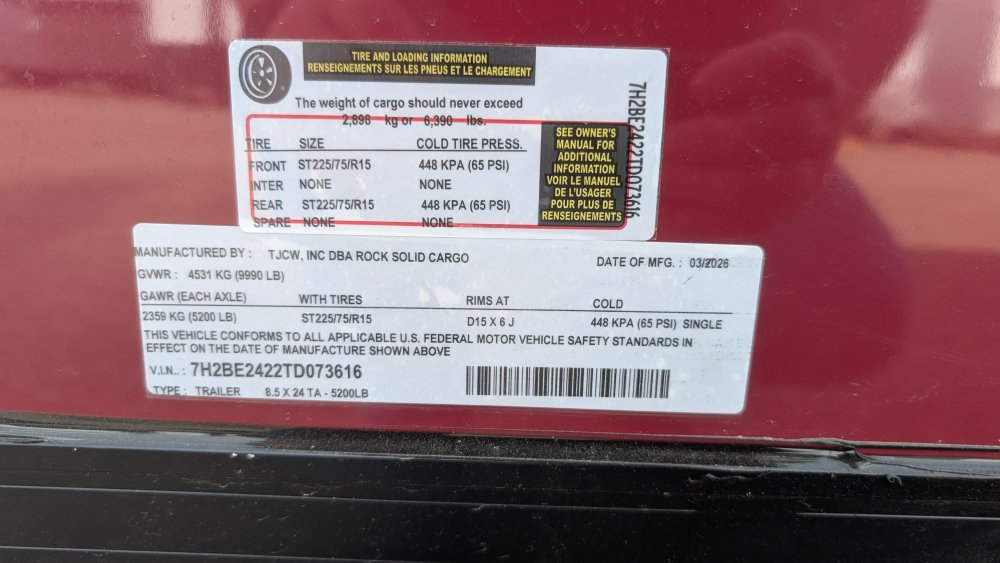 TIRE AND LOADING INFORMATION
RENSEIGNEMENTS SUR LES PNEUS ET LE CHARGEMENT
The weight of cargo should never exceed
2,898 kg or 6,390 lbs.
TIRE SIZE COLD TIRE PRESS.
FRONT ST225/75/R15 448 KPA (65 PSI)
INTER NONE NONE
REAR ST225/75/R15 448 KPA (65 PSI)
SPARE NONE NONE
SEE OWNER'S
MANUAL FOR
ADDITIONAL
INFORMATION
VOIR LE MANUEL
DE L'USAGER
POUR PLUS DE
RENSEIGNEMENTS
7H2BE2422TD073616
MANUFACTURED BY : TJCW, INC DBA ROCK SOLID CARGO DATE OF MFG. : 03/2026
GVWR : 4531 KG (9990 LB)
GAWR (EACH AXLE) WITH TIRES RIMS AT COLD
2359 KG (5200 LB) ST225/75/R15 D15 X 6 J 448 KPA (65 PSI) SINGLE
THIS VEHICLE CONFORMS TO ALL APPLICABLE U.S. FEDERAL MOTOR VEHICLE SAFETY STANDARDS IN
EFFECT ON THE DATE OF MANUFACTURE SHOWN ABOVE
V.I.N.. : 7H2BE2422TD073616
TYPE : TRAILER 8.5 X 24 TA - 5200LB